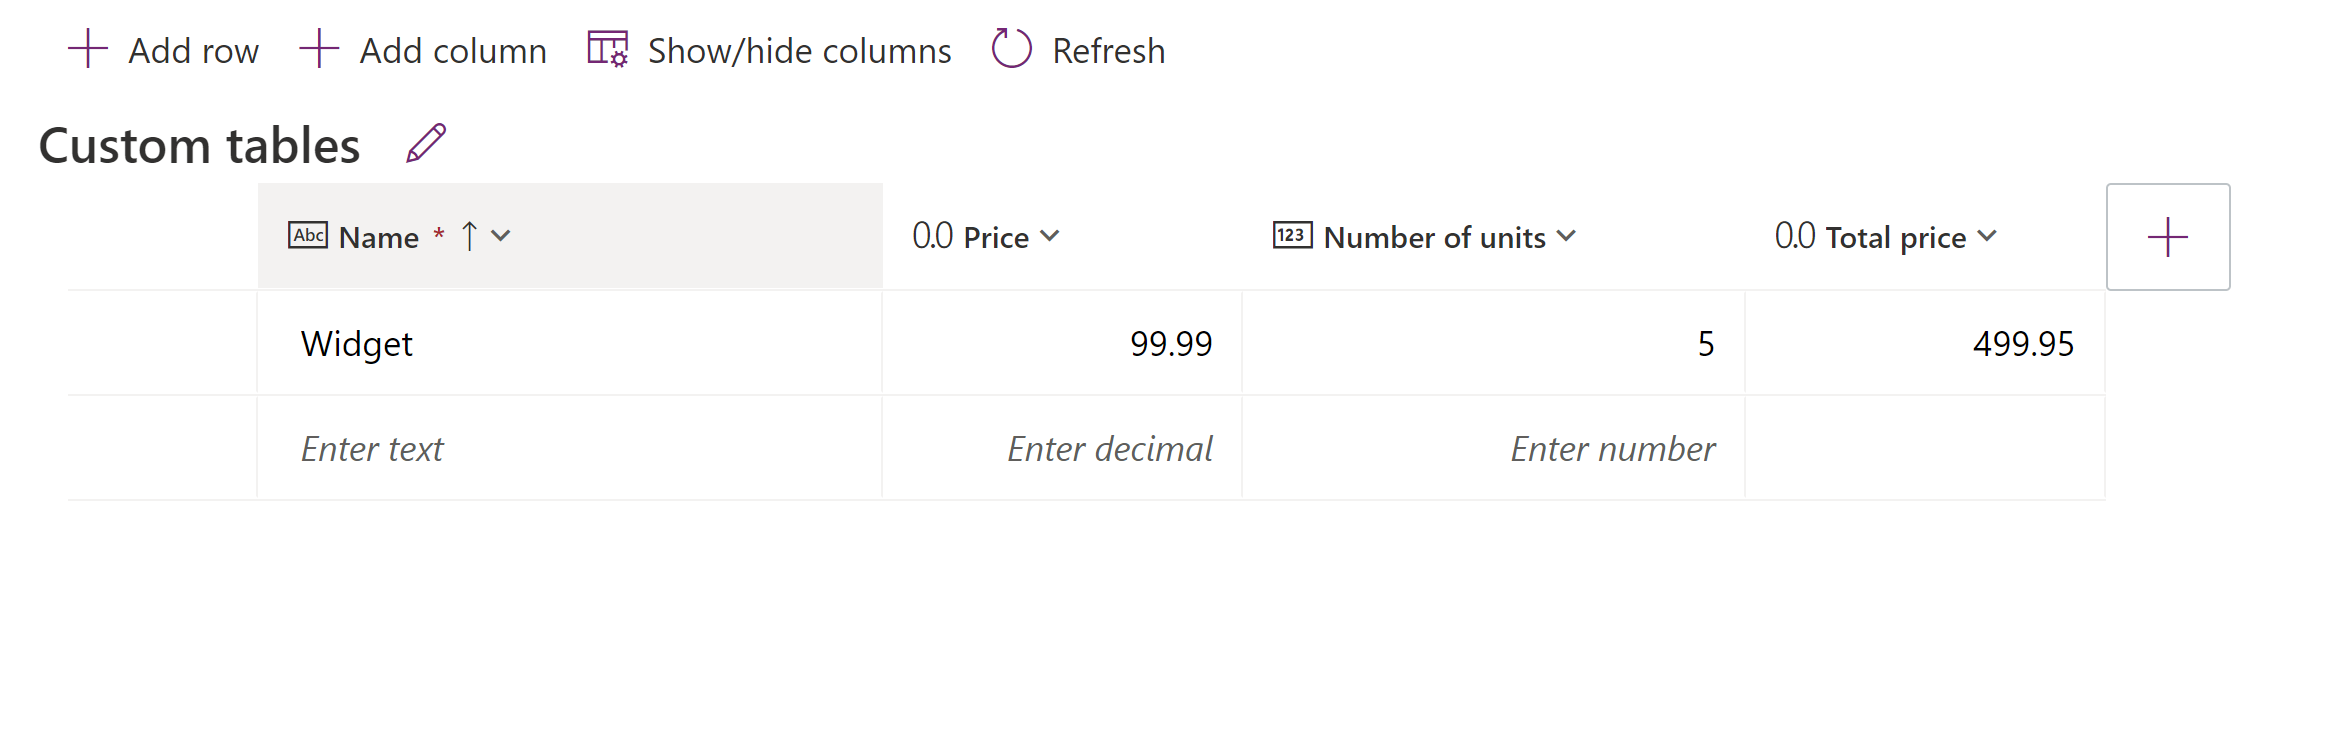 Add row Add column Show/hide columns Refresh
Custom tables
Abc Name * ↑ 0.0 Price 123 Number of units 0.0 Total price
Widget 99.99 5 499.95
Enter text Enter decimal Enter number